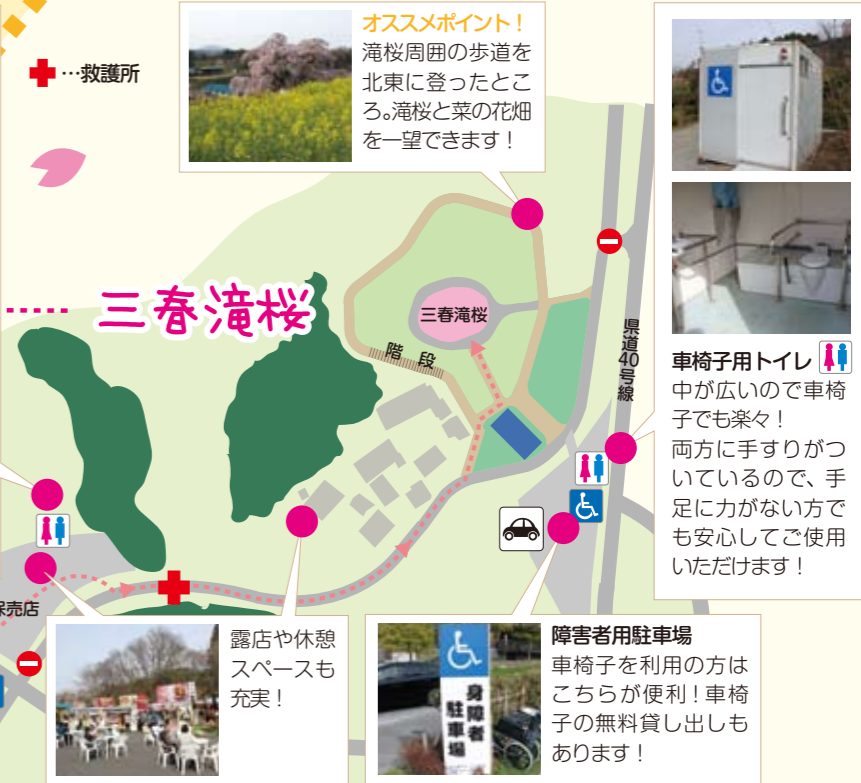 …救護所
オススメポイント！
滝桜周囲の歩道を
北東に登ったとこ
ろ。滝桜と菜の花畑
を一望できます！
三春滝桜
三春滝桜
階段
県道40号線
車椅子用トイレ
中が広いので車椅
子でも楽々！
両方に手すりがつ
いているので、手
足に力がない方で
も安心してご使用
いただけます！
売店
露店や休憩
スペースも
充実！
身障者
駐車場
障害者用駐車場
車椅子を利用の方は
こちらが便利！車椅
子の無料貸し出しも
あります！